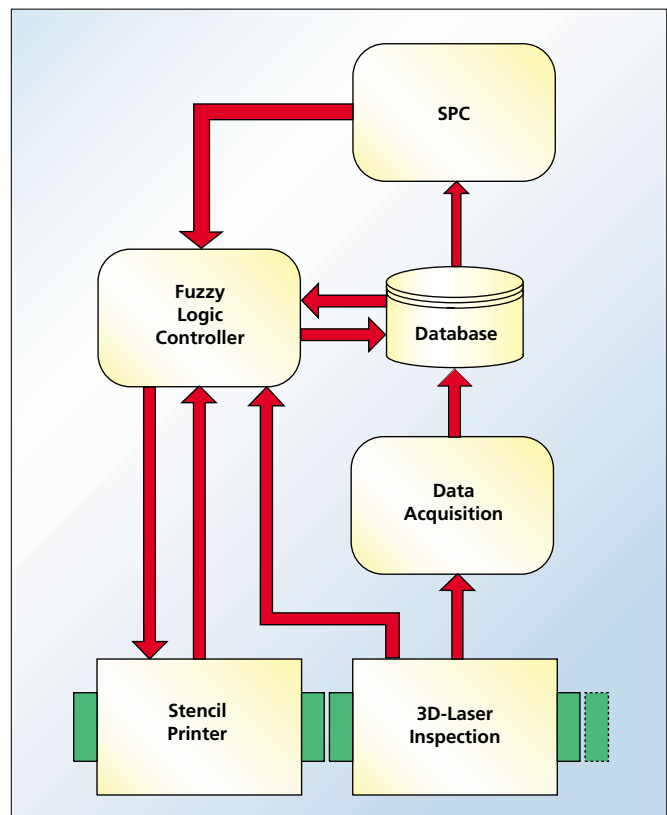 SPC
Fuzzy
Logic
Controller
Database
Data
Acquisition
Stencil
Printer
3D-Laser
Inspection